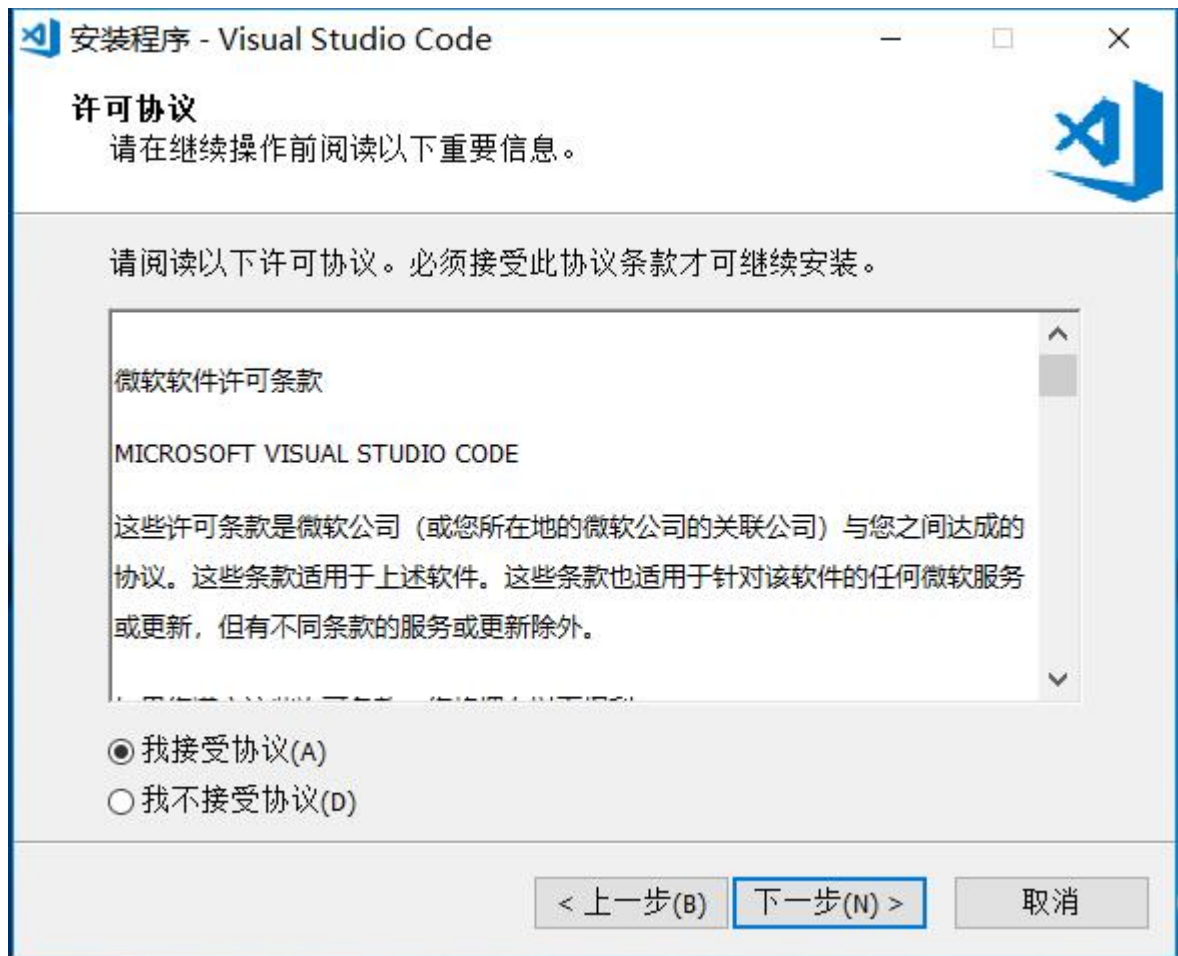 安装程序 - Visual Studio Code
许可协议
请在继续操作前阅读以下重要信息。
请阅读以下许可协议。必须接受此协议条款才可继续安装。
微软软件许可条款
MICROSOFT VISUAL STUDIO CODE
这些许可条款是微软公司（或您所在地的微软公司的关联公司）与您之间达成的
协议。这些条款适用于上述软件。这些条款也适用于针对该软件的任何微软服务
或更新，但有不同条款的服务或更新除外。
我接受协议(A)
我不接受协议(D)
< 上一步(B)
下一步(N) >
取消